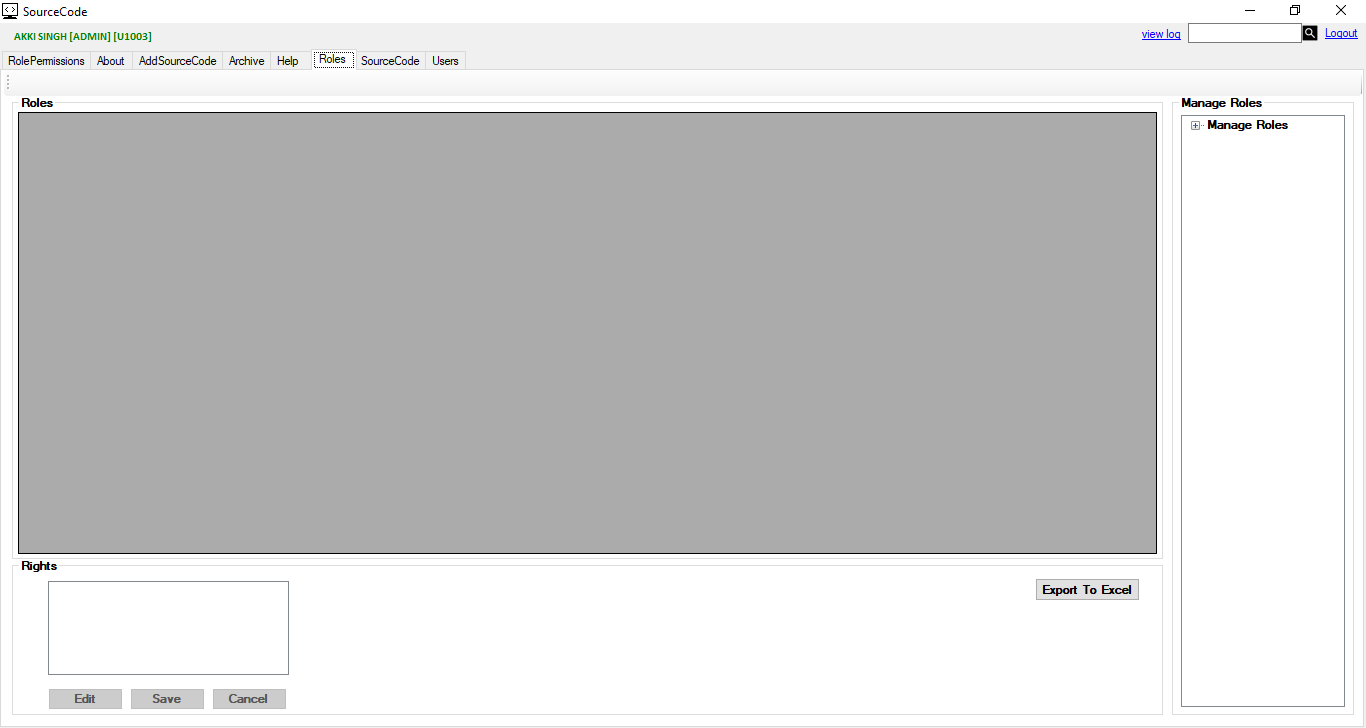 SourceCode
AKKI SINGH [ADMIN] [U1003]
view log
Logout
RolePermissions About AddSourceCode Archive Help Roles SourceCode Users
Roles
Manage Roles
Manage Roles
Rights
Export To Excel
Edit Save Cancel